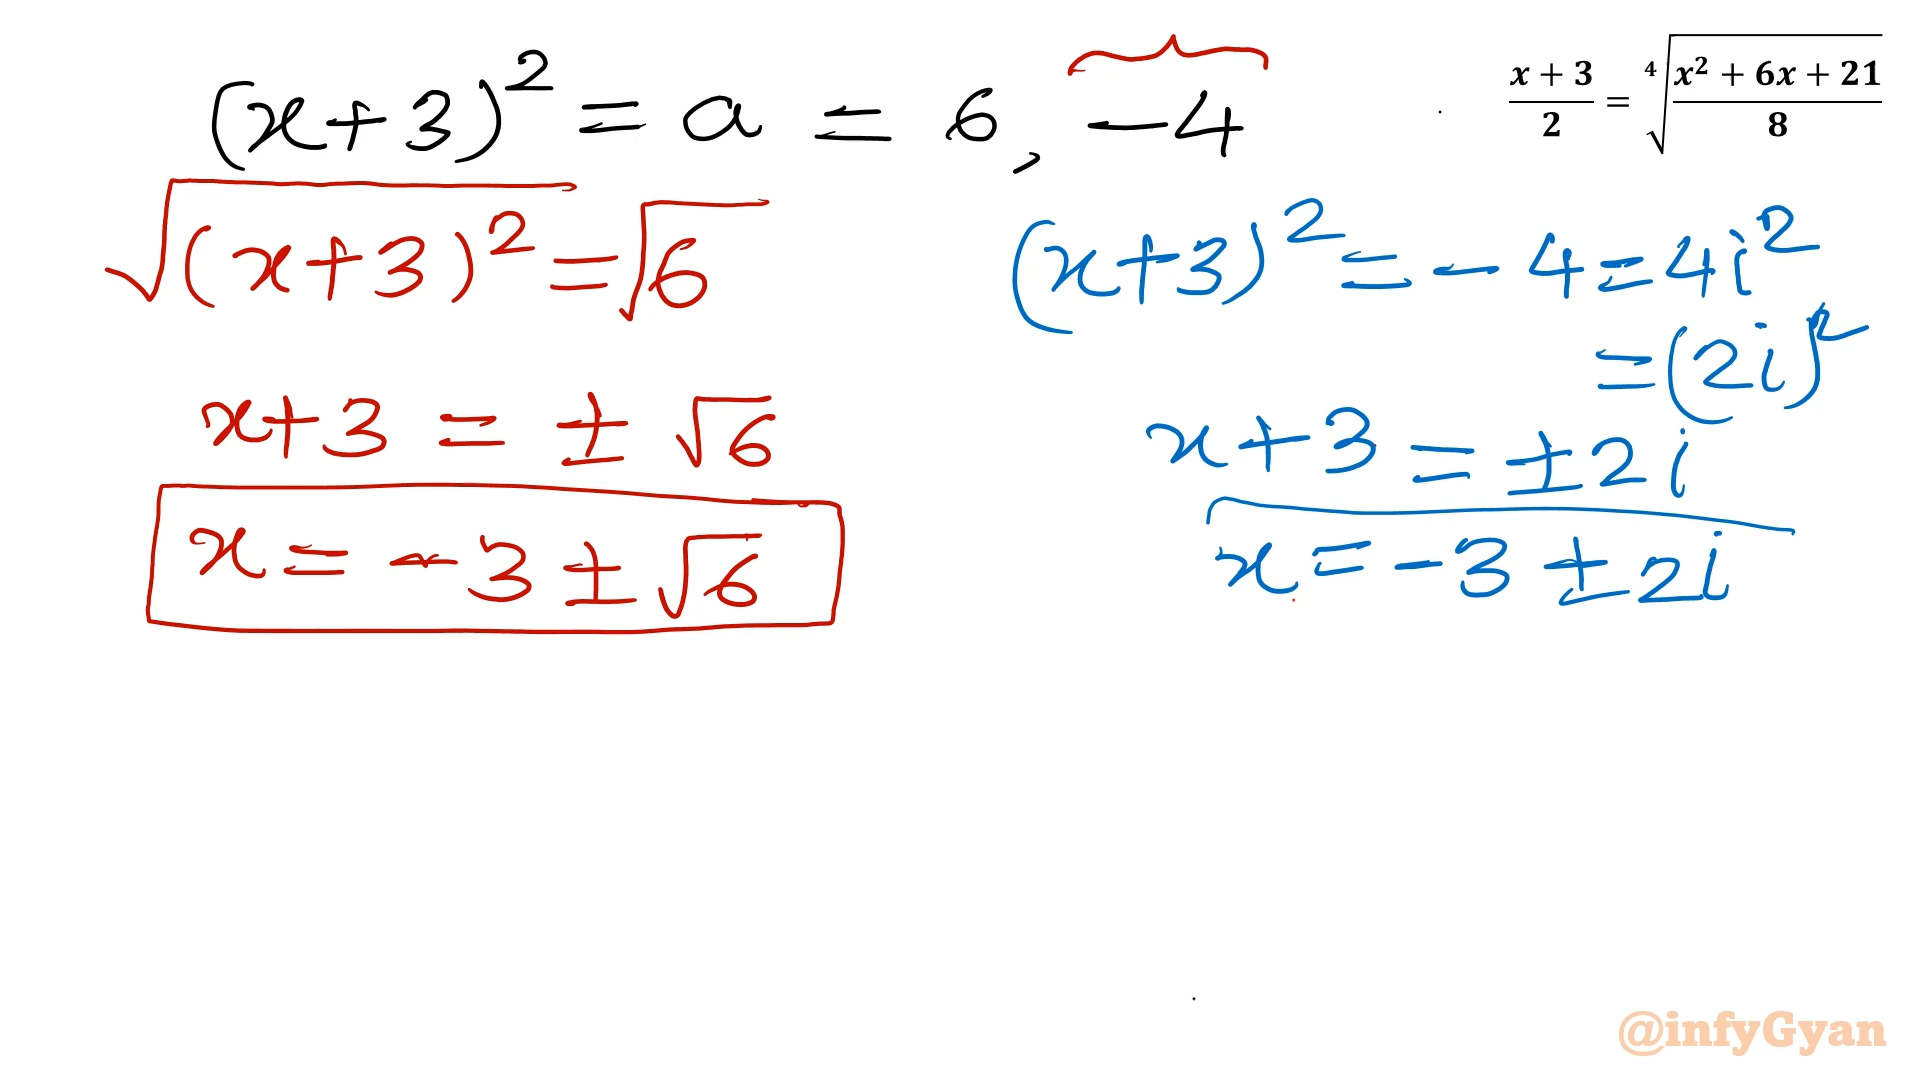 (x+3)² = a = 6, -4
(x+3)/2 = ⁴√((x² + 6x + 21)/8)
√(x+3)² = √6
x+3 = ± √6
x = -3 ± √6
(x+3)² = -4 = 4i²
= (2i)²
x+3 = ±2i
x = -3 ± 2i
@infyGyan